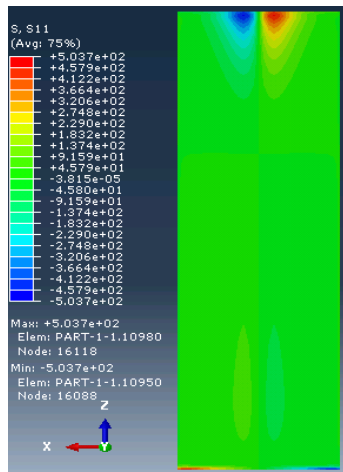 S, S11
(Avg: 75%)
+5.037e+02
+4.579e+02
+4.122e+02
+3.664e+02
+3.206e+02
+2.748e+02
+2.290e+02
+1.832e+02
+1.374e+02
+9.159e+01
+4.579e+01
-3.815e-05
-4.580e+01
-9.159e+01
-1.374e+02
-1.832e+02
-2.290e+02
-2.748e+02
-3.206e+02
-3.664e+02
-4.122e+02
-4.579e+02
-5.037e+02
Max: +5.037e+02
Elem: PART-1-1.10980
Node: 16118
Min: -5.037e+02
Elem: PART-1-1.10950
Node: 16088
Z
X
Y